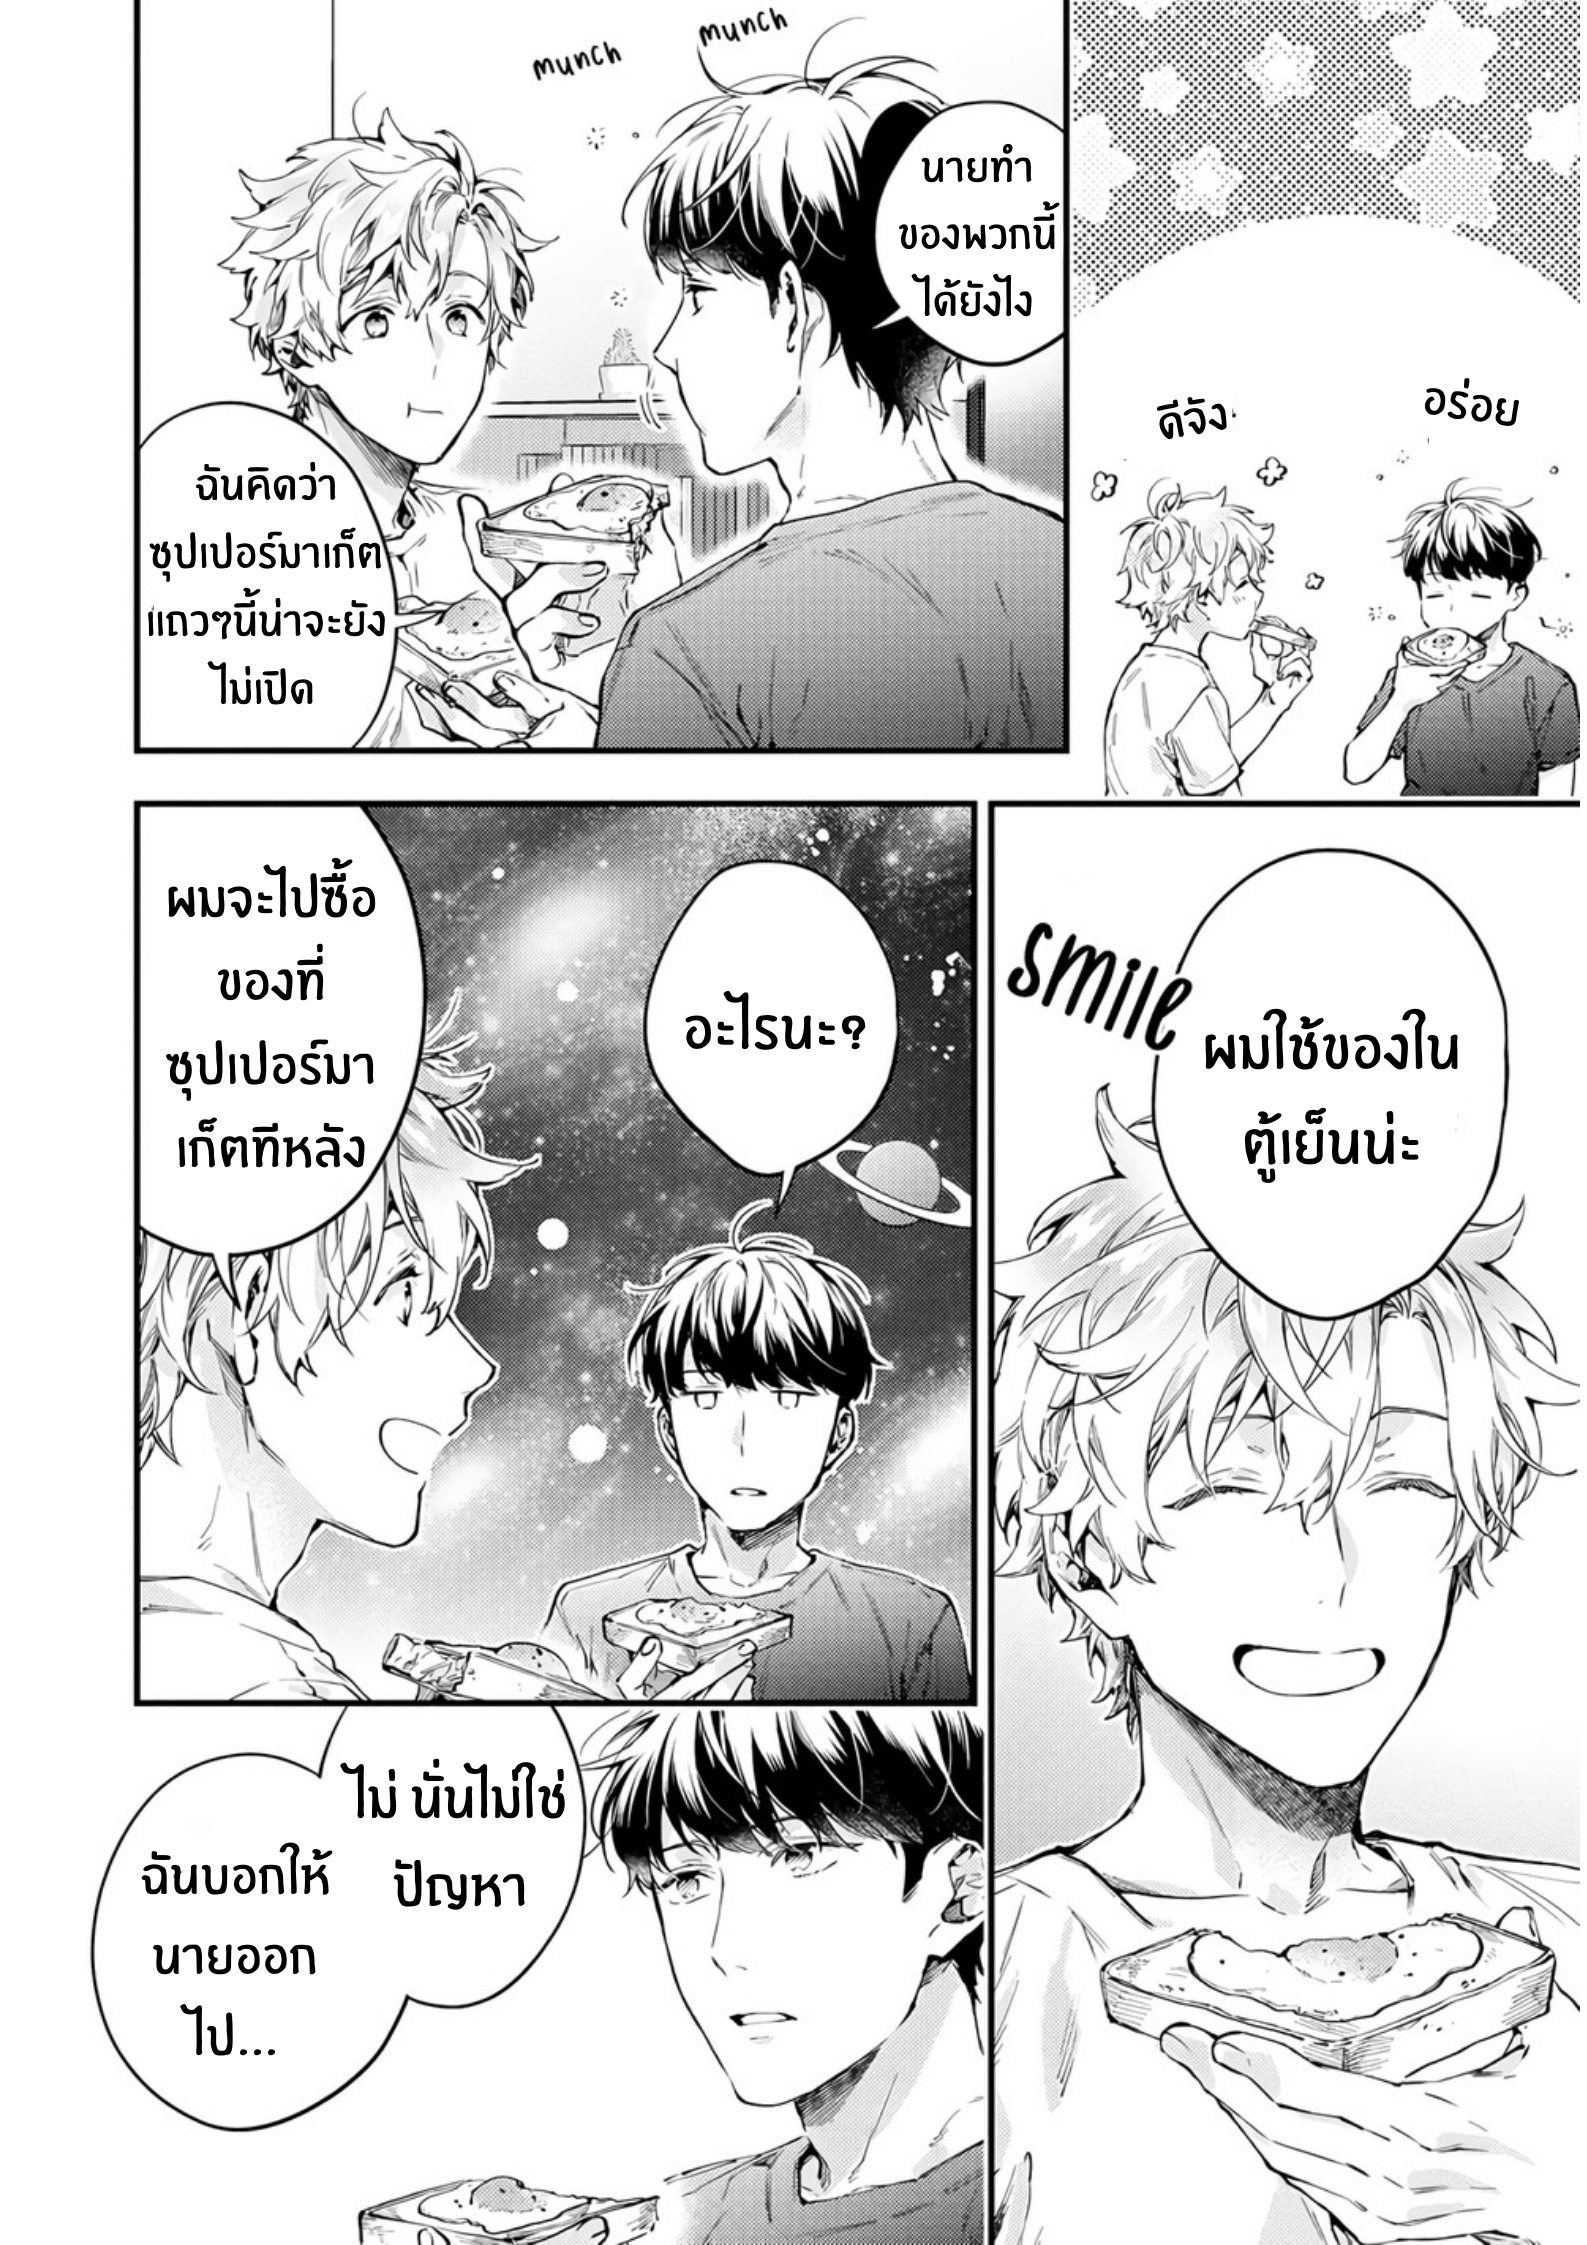 อร่อย
ดีจัง
munch
munch
นายทำ
ของพวกนี้
ได้ยังไง
ฉันคิดว่า
ซุปเปอร์มาเก็ต
แถวๆนี้น่าจะยัง
ไม่เปิด
smile
ผมใช้ของใน
ตู้เย็นน่ะ
อะไรนะ?
ผมจะไปซื้อ
ของที่
ซุปเปอร์มา
เก็ตทีหลัง
ไม่ นั่นไม่ใช่
ปัญหา
ฉันบอกให้
นายออก
ไป...